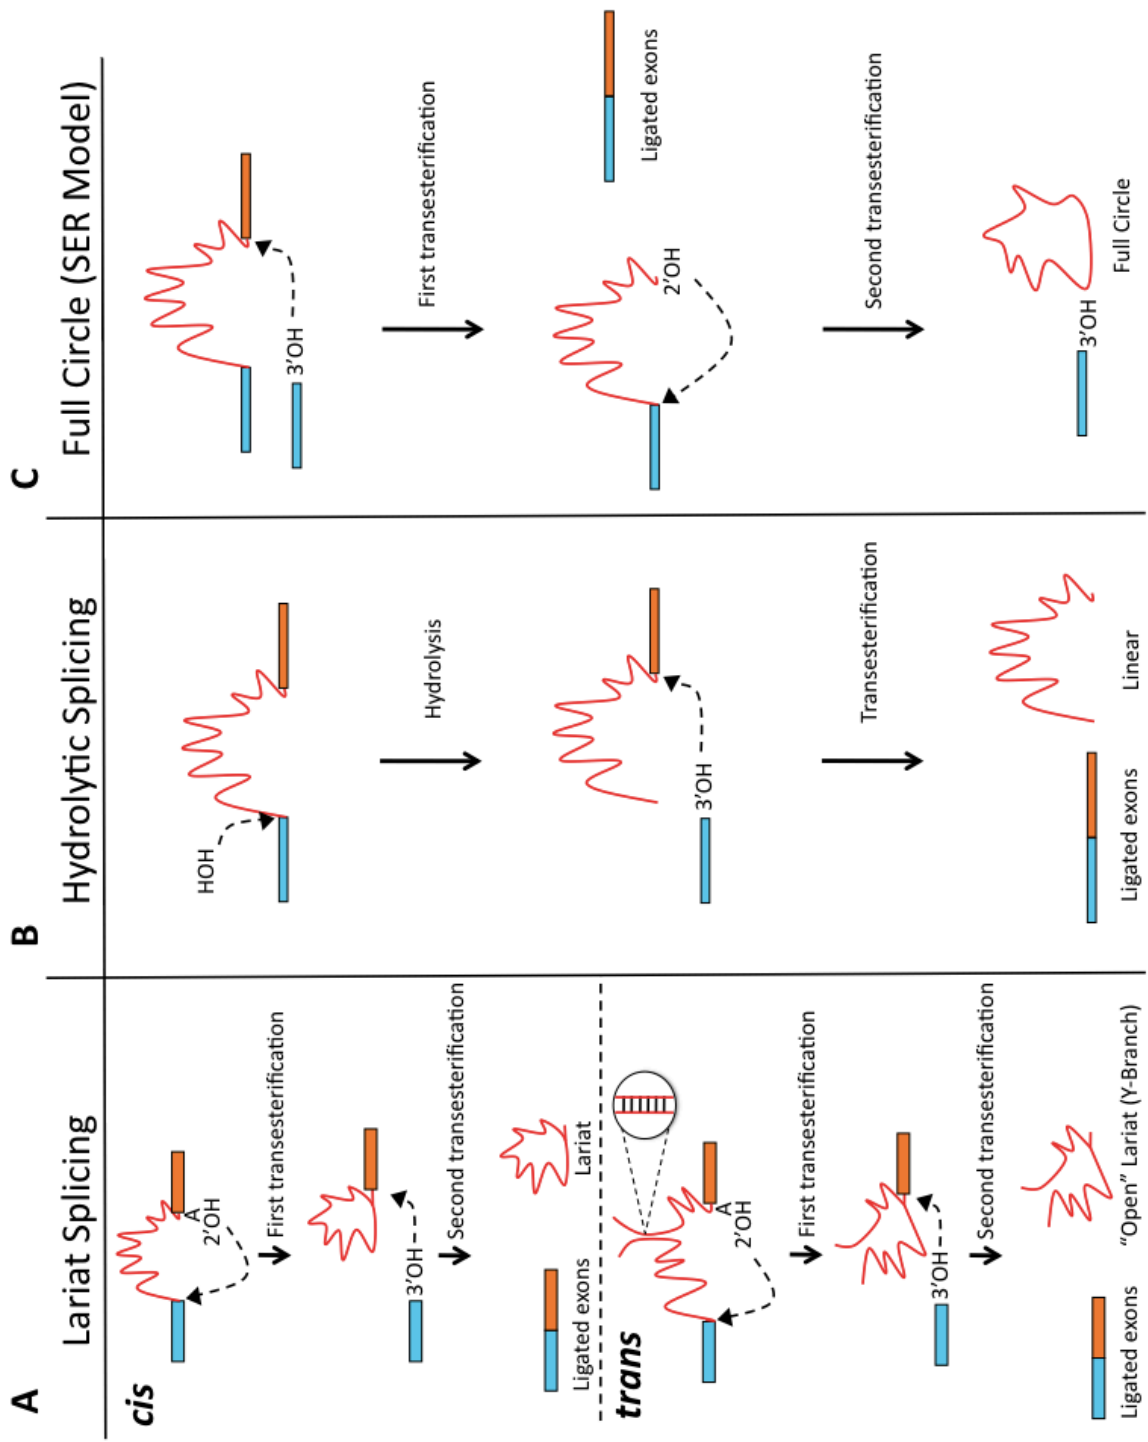 A
Lariat Splicing
cis
A
2'OH
First transesterification
3'OH
Second transesterification
Ligated exons
Lariat
trans
A
2'OH
First transesterification
3'OH
Second transesterification
Ligated exons
"Open" Lariat (Y-Branch)
B
Hydrolytic Splicing
HOH
Hydrolysis
3'OH
Transesterification
Ligated exons
Linear
C
Full Circle (SER Model)
3'OH
First transesterification
2'OH
Ligated exons
Second transesterification
3'OH
Full Circle